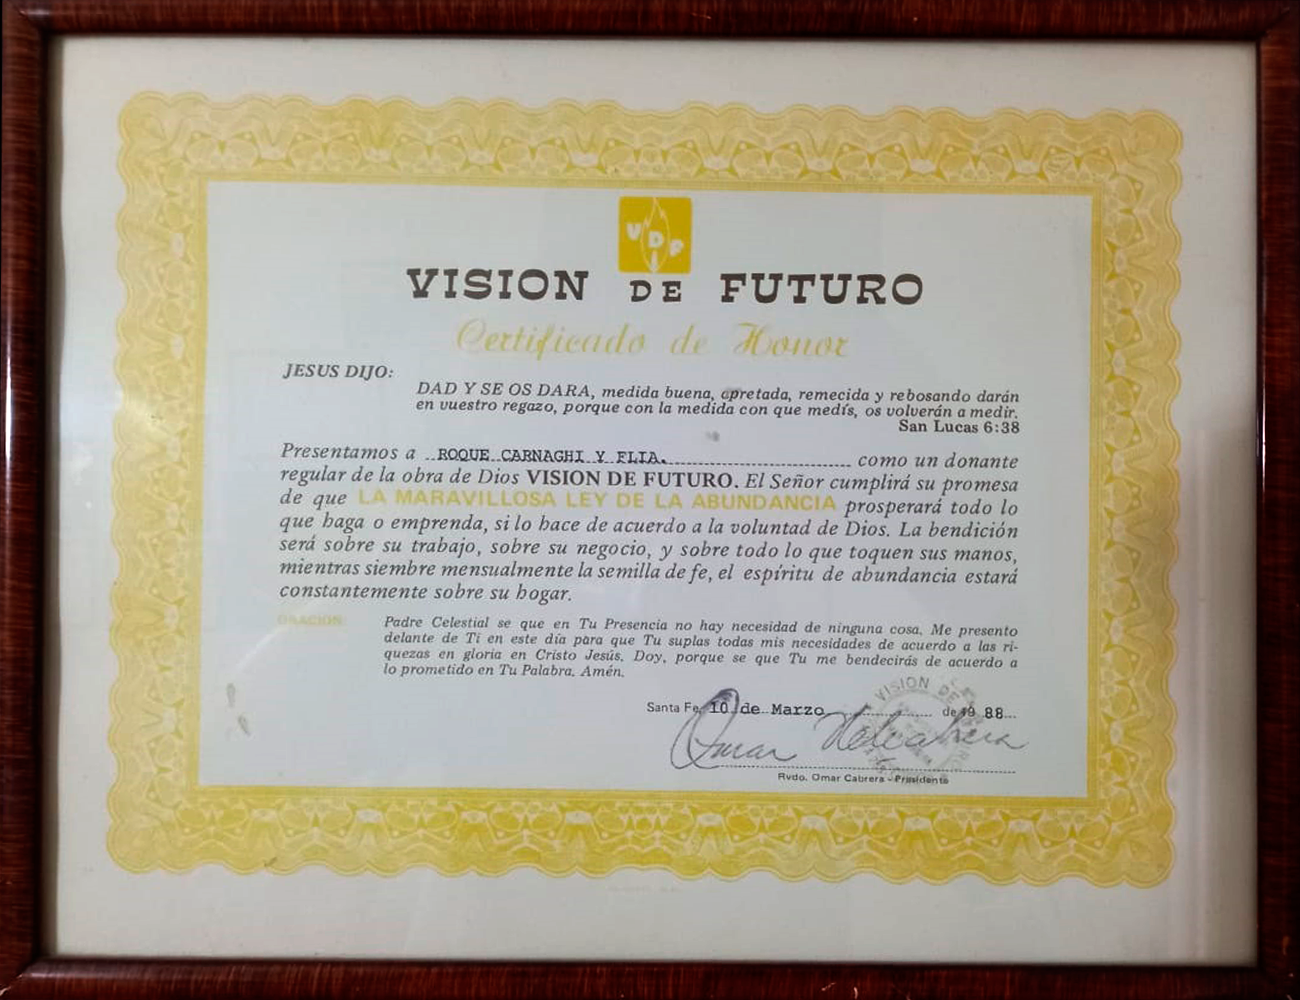 VDF
VISION DE FUTURO
Certificado de Honor
JESUS DIJO:
DAD Y SE OS DARA, medida buena, apretada, remecida y rebosando darán
en vuestro regazo, porque con la medida con que medís, os volverán a medir.
San Lucas 6:38
Presentamos a ROQUE CARNAGHI Y FLIA. como un donante
regular de la obra de Dios VISION DE FUTURO. El Señor cumplirá su promesa
de que LA MARAVILLOSA LEY DE LA ABUNDANCIA prosperará todo lo
que haga o emprenda, si lo hace de acuerdo a la voluntad de Dios. La bendición
será sobre su trabajo, sobre su negocio, y sobre todo lo que toquen sus manos,
mientras siembre mensualmente la semilla de fe, el espíritu de abundancia estará
constantemente sobre su hogar.
ORACION:
Padre Celestial se que en Tu Presencia no hay necesidad de ninguna cosa. Me presento
delante de Ti en este día para que Tu suplas todas mis necesidades de acuerdo a las ri-
quezas en gloria en Cristo Jesús. Doy, porque se que Tu me bendecirás de acuerdo a
lo prometido en Tu Palabra. Amén.
VISION DE
Santa Fe, 10 de Marzo de 19 88
Omar
Rvdo. Omar Cabrera - Presidente